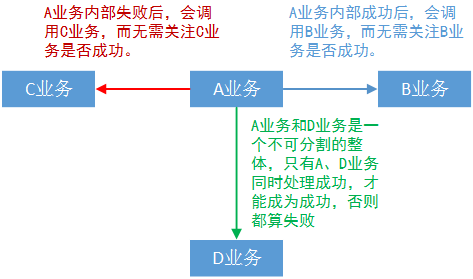 A业务内部失败后，会调
用C业务，而无需关注C业
务是否成功。
A业务内部成功后，会调
用B业务，而无需关注B业
务是否成功。
C业务
A业务
B业务
A业务和D业务是一
个不可分割的整
体，只有A、D业务
同时处理成功，才
能成为成功，否则
都算失败
D业务